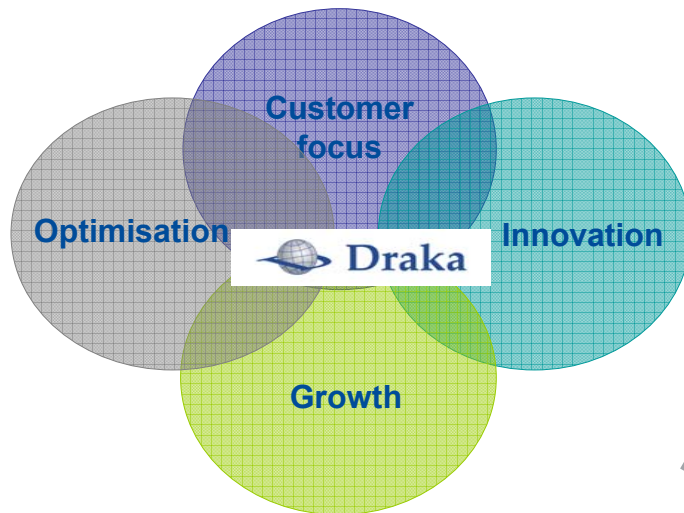 Customer
focus
Optimisation
Draka
Innovation
Growth